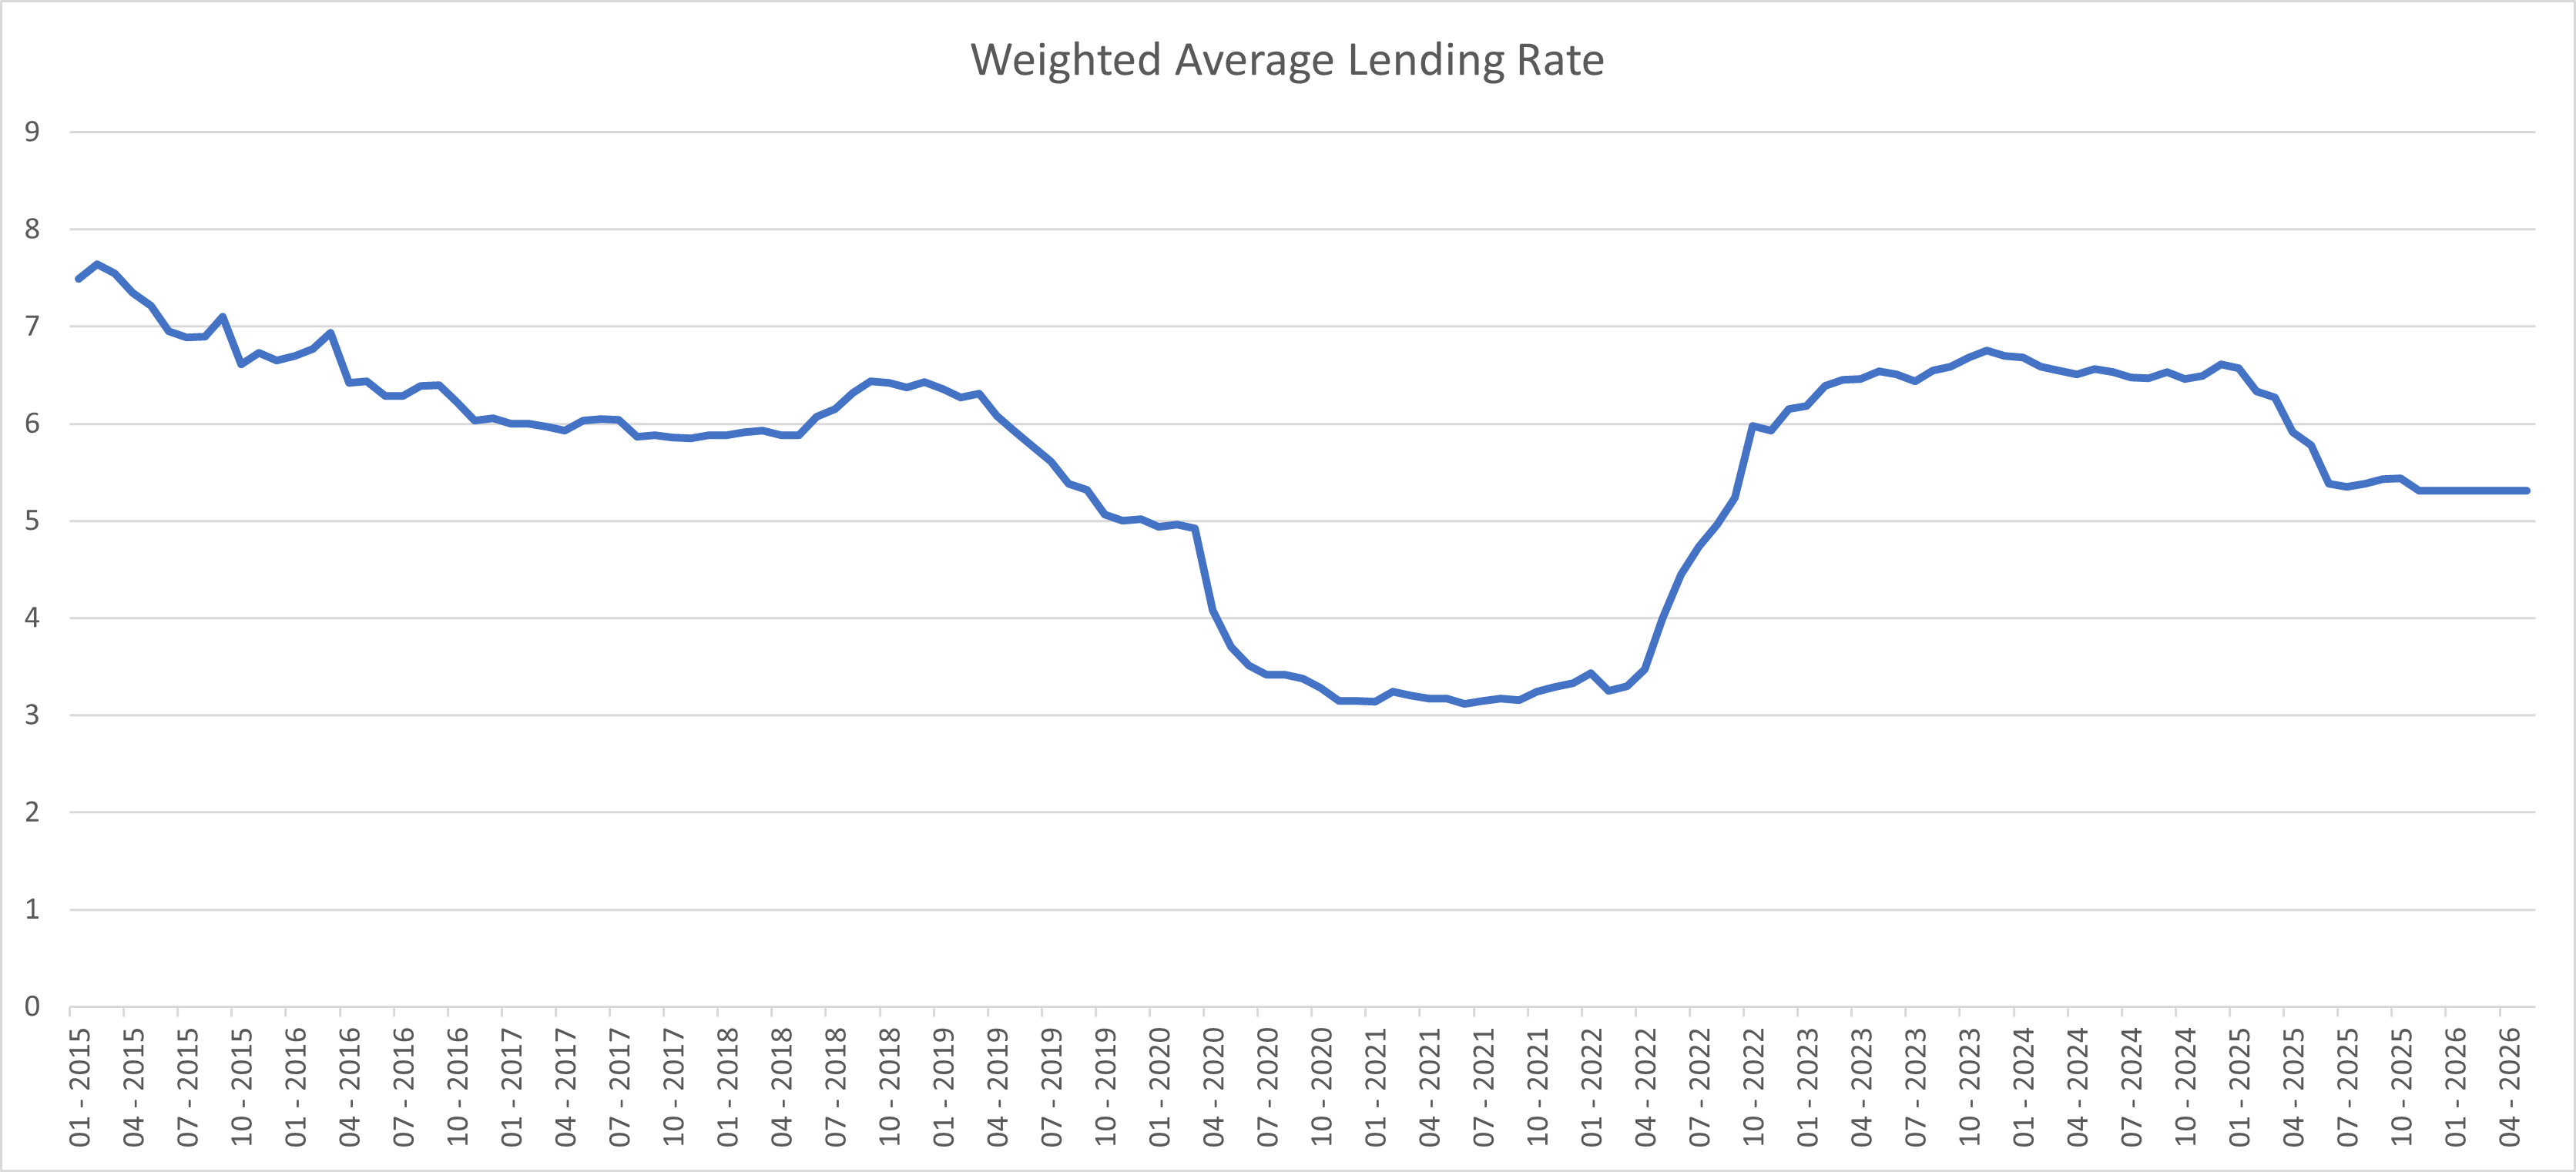 Weighted Average Lending Rate
9
8
7
6
5
4
3
2
1
0
01 - 2015
04 - 2015
07 - 2015
10 - 2015
01 - 2016
04 - 2016
07 - 2016
10 - 2016
01 - 2017
04 - 2017
07 - 2017
10 - 2017
01 - 2018
04 - 2018
07 - 2018
10 - 2018
01 - 2019
04 - 2019
07 - 2019
10 - 2019
01 - 2020
04 - 2020
07 - 2020
10 - 2020
01 - 2021
04 - 2021
07 - 2021
10 - 2021
01 - 2022
04 - 2022
07 - 2022
10 - 2022
01 - 2023
04 - 2023
07 - 2023
10 - 2023
01 - 2024
04 - 2024
07 - 2024
10 - 2024
01 - 2025
04 - 2025
07 - 2025
10 - 2025
01 - 2026
04 - 2026